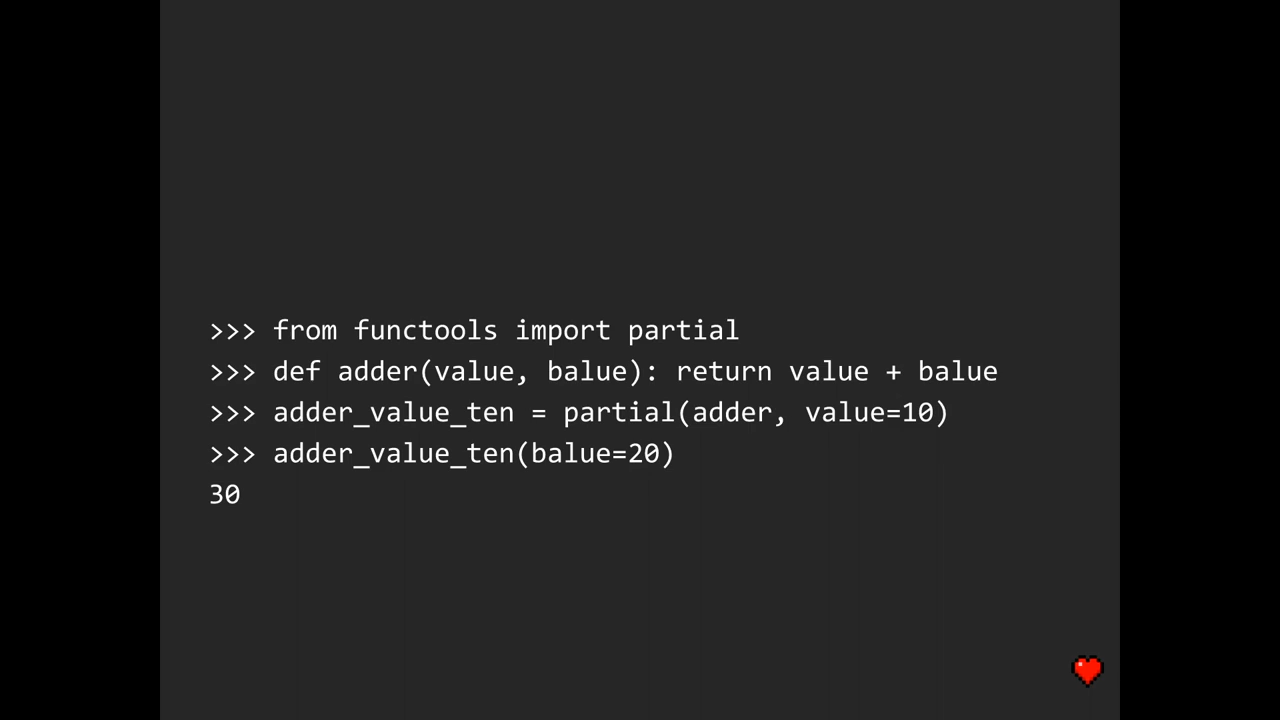 >>> from functools import partial
>>> def adder(value, balue): return value + balue
>>> adder_value_ten = partial(adder, value=10)
>>> adder_value_ten(balue=20)
30